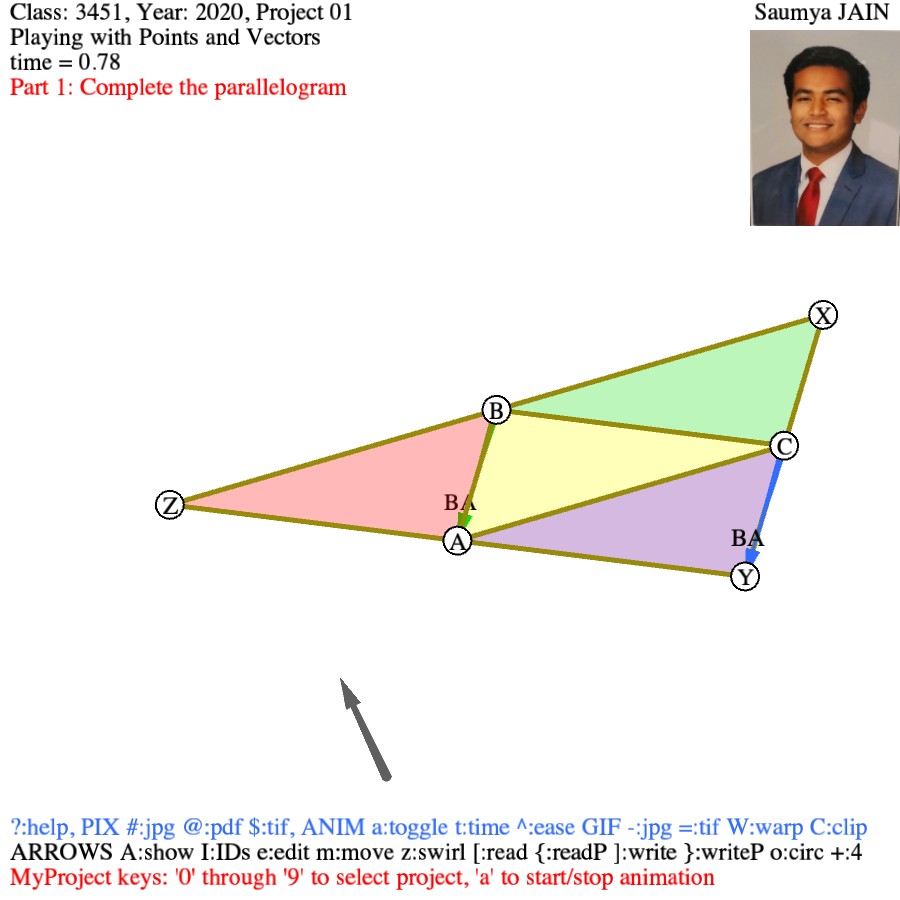 Class: 3451, Year: 2020, Project 01
Saumya JAIN
Playing with Points and Vectors
time = 0.78
Part 1: Complete the parallelogram
X
B
C
Z
BA
A
BA
Y
?:help, PIX #:jpg @:pdf $:tif, ANIM a:toggle t:time ^:ease GIF -:jpg =:tif W:warp C:clip
ARROWS A:show I:IDs e:edit m:move z:swirl [:read {:readP ]:write }:writeP o:circ +:4
MyProject keys: '0' through '9' to select project, 'a' to start/stop animation